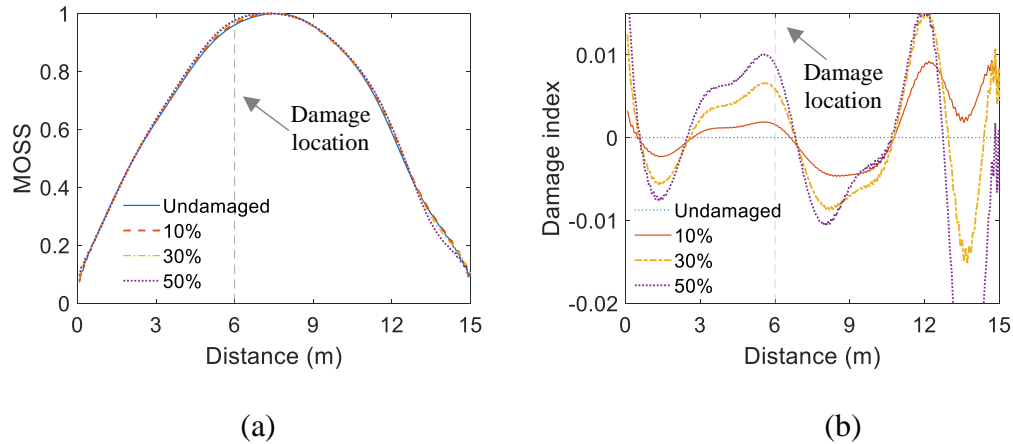 1
0.8
0.6
0.4
0.2
0
MOSS
Damage
location
Undamaged
10%
30%
50%
0 3 6 9 12 15
Distance (m)
(a)
0.01
0
-0.01
-0.02
Damage index
Damage
location
Undamaged
10%
30%
50%
0 3 6 9 12 15
Distance (m)
(b)